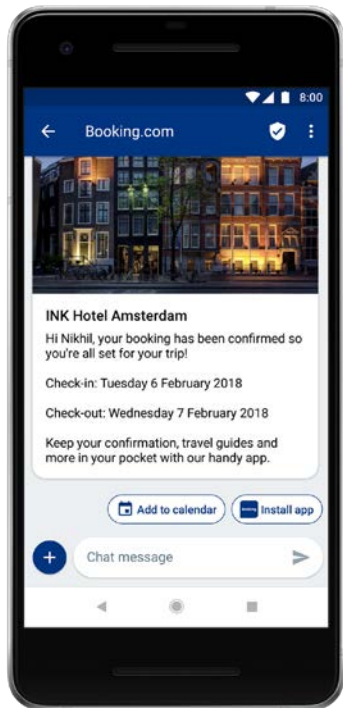 8:00
Booking.com
INK Hotel Amsterdam
Hi Nikhil, your booking has been confirmed so
you're all set for your trip!
Check-in: Tuesday 6 February 2018
Check-out: Wednesday 7 February 2018
Keep your confirmation, travel guides and
more in your pocket with our handy app.
Add to calendar
Install app
Chat message